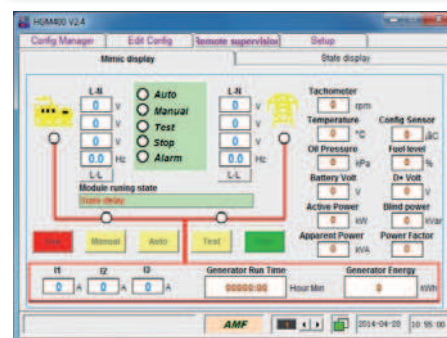 HGM400 V2.4
Config Manager Edit Config Remote supervision Setup
Mimic display State display
L-N Auto L-N Tachometer
0 V Manual 0 V 0 rpm
0 V Test 0 V Temperature Config Sensor
0 V Stop 0 V 0 °C 0
0.0 Hz Alarm 0.0 Hz Oil Pressure Fuel level
L-L L-L 0 kPa 0 %
Module runing state Battery Volt D+ Volt
State delay 0 V 0 V
Active Power Blind power
0 kW 0 kVar
Manual Auto Test Apparent Power Power Factor
0 kVA 0
I1 I2 I3 Generator Run Time Generator Energy
0 A 0 A 0 A 00000:00 Hour:Min 0 kWh
AMF 2014-04-28 10 55 00